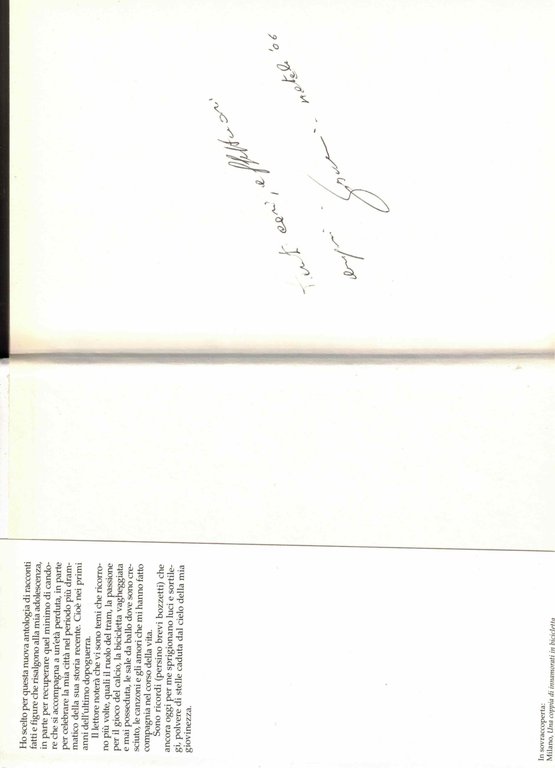 Ho scelto per questa nuova antologia di racconti
fatti e figure che risalgono alla mia adolescenza,
in parte per recuperare quel minimo di cando-
re che si accompagna a un'età perduta, in parte
per celebrare la mia città nel periodo più dram-
matico della sua storia recente. Cioè nei primi
anni dell'ultimo dopoguerra.
Il lettore noterà che vi sono temi che ricorro-
no più volte, quali il ruolo del tram, la passione
per il gioco del calcio, la bicicletta vagheggiata
e mai posseduta, le sale da ballo dove sono cre-
sciuto, le canzoni e gli amori che mi hanno fatto
compagnia nel corso della vita.
Sono ricordi (persino brevi bozzetti) che
ancora oggi per me sprigionano luci e sortile-
gi, polvere di stelle caduta dal cielo della mia
giovinezza.
In sovraccoperta:
Milano, Una coppia di innamorati in bicicletta
cari, affettuosi
natale '06